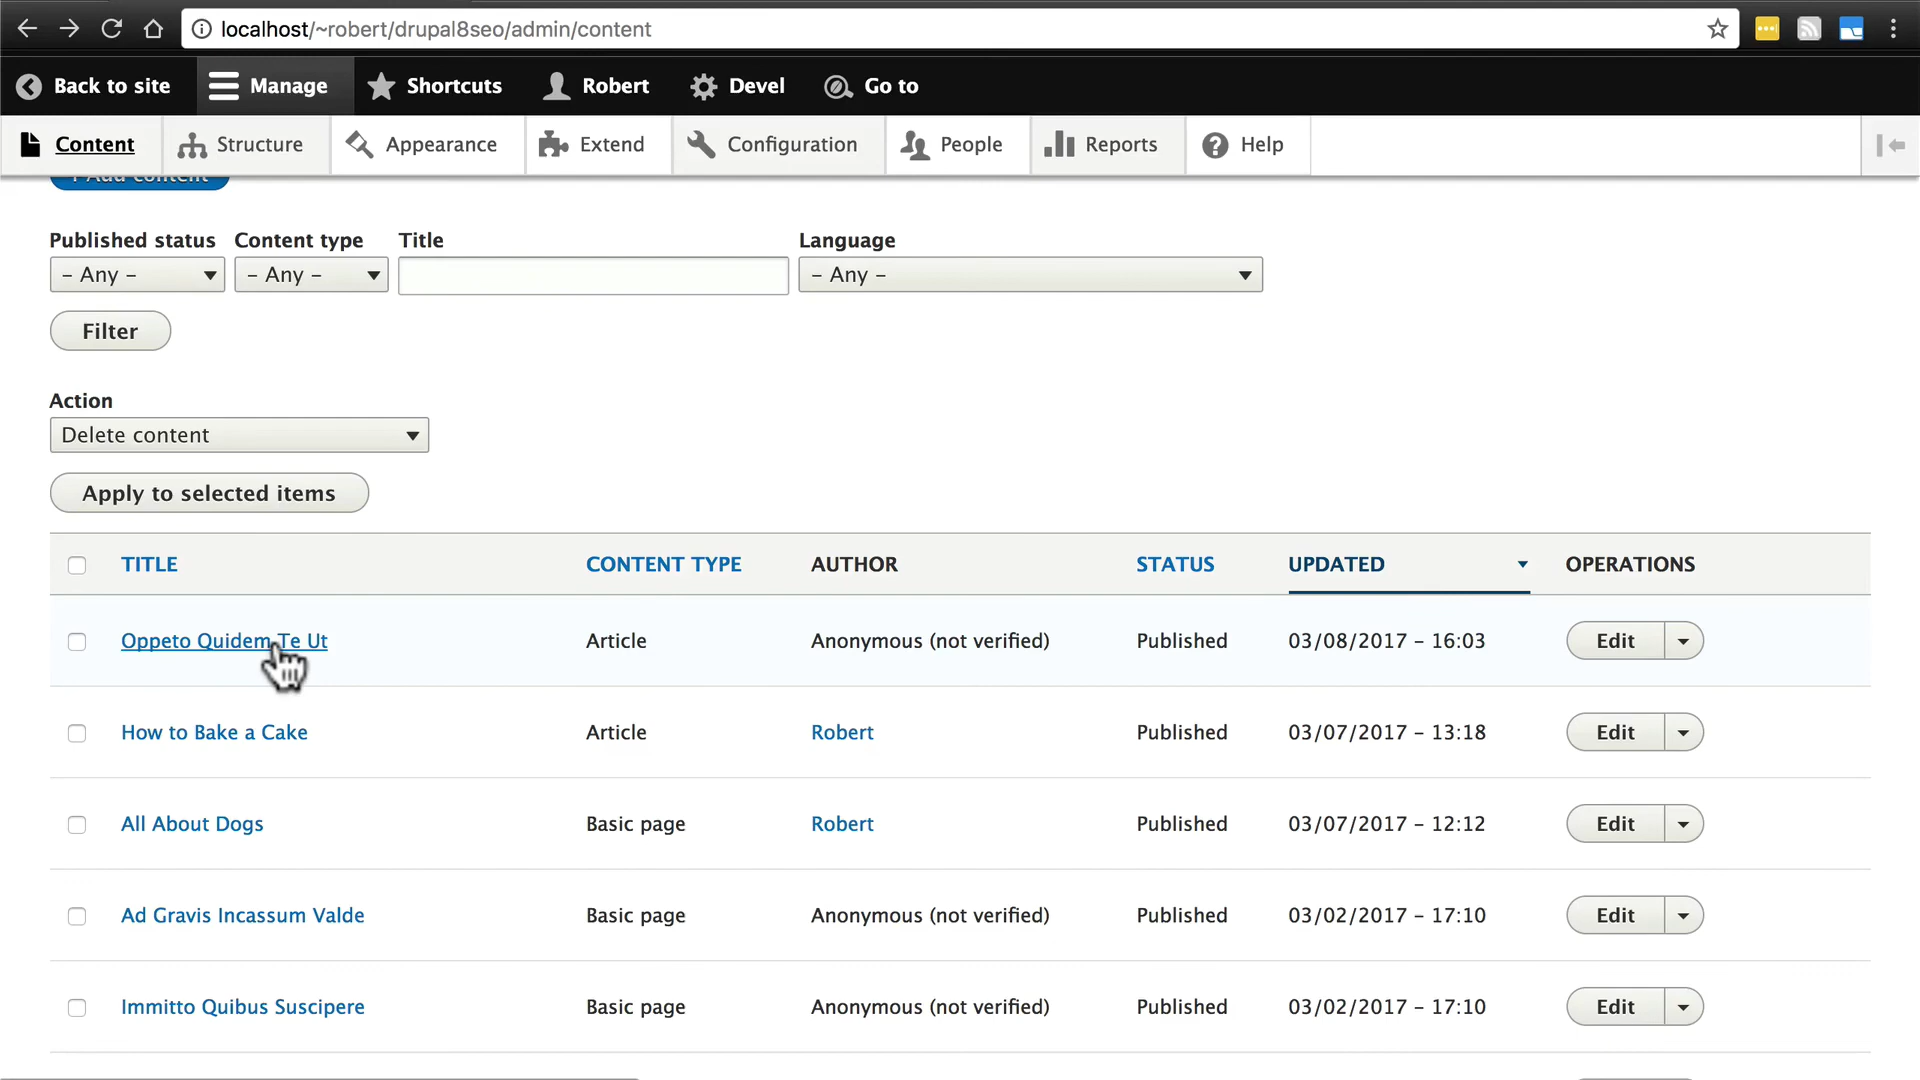 localhost/~robert/drupal8seo/admin/content
Back to site Manage Shortcuts Robert Devel Go to
Content Structure Appearance Extend Configuration People Reports Help
+ Add content
Published status Content type Title Language
– Any – – Any – – Any –
Filter
Action
Delete content
Apply to selected items
TITLE CONTENT TYPE AUTHOR STATUS UPDATED OPERATIONS
Oppeto Quidem Te Ut Article Anonymous (not verified) Published 03/08/2017 – 16:03 Edit
How to Bake a Cake Article Robert Published 03/07/2017 – 13:18 Edit
All About Dogs Basic page Robert Published 03/07/2017 – 12:12 Edit
Ad Gravis Incassum Valde Basic page Anonymous (not verified) Published 03/02/2017 – 17:10 Edit
Immitto Quibus Suscipere Basic page Anonymous (not verified) Published 03/02/2017 – 17:10 Edit